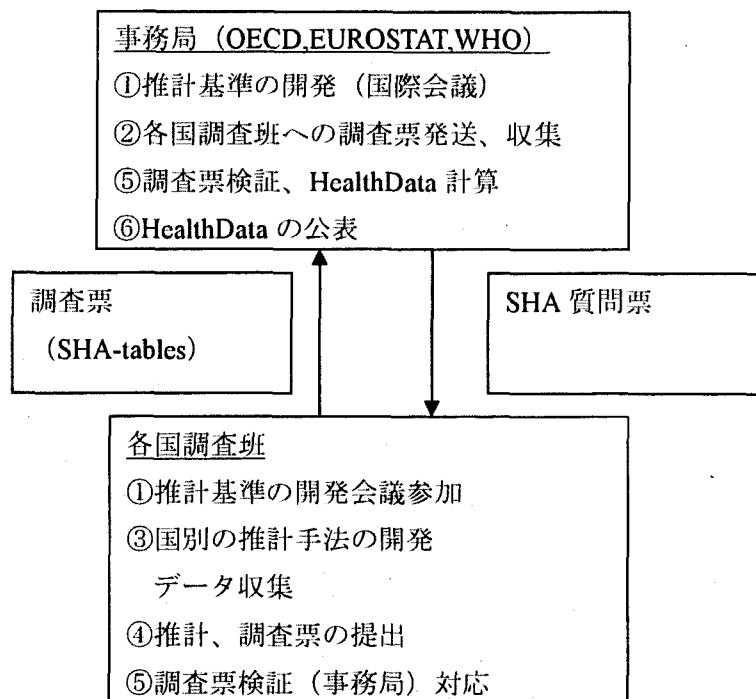 事務局（OECD,EUROSTAT,WHO）
①推計基準の開発（国際会議）
②各国調査班への調査票発送、収集
⑤調査票検証、HealthData 計算
⑥HealthData の公表
調査票
（SHA-tables）
SHA 質問票
各国調査班
①推計基準の開発会議参加
③国別の推計手法の開発
データ収集
④推計、調査票の提出
⑤調査票検証（事務局）対応